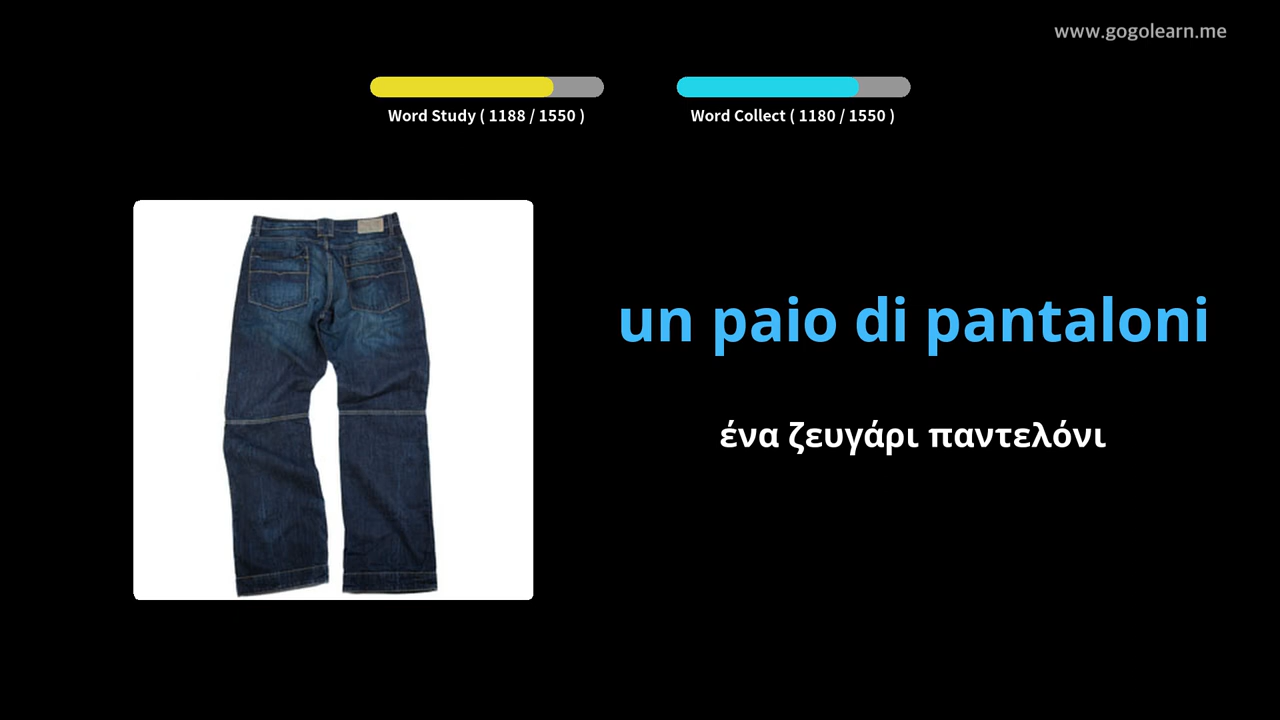 www.gogolearn.me
Word Study ( 1188 / 1550 )
Word Collect ( 1180 / 1550 )
un paio di pantaloni
ένα ζευγάρι παντελόνι